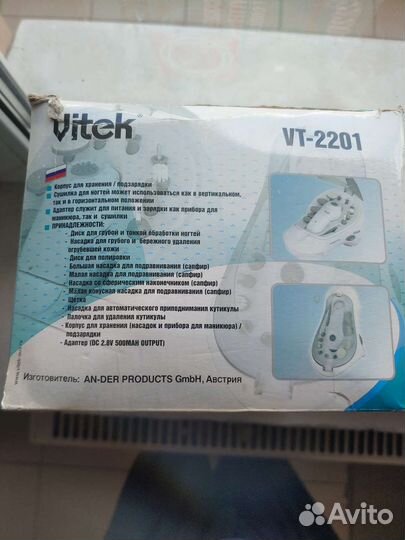 Vitek
VT-2201
Корпус для хранения / подзарядки
Сушилка для ногтей может использоваться как в вертикальном,
так и в горизонтальном положении
Адаптер служит для питания и зарядки как прибора для
маникюра, так и сушилки
ПРИНАДЛЕЖНОСТИ:
- Диск для грубой и тонкой обработки ногтей
- Насадка для грубого и бережного удаления
огрубевшей кожи
- Диск для полировки
- Большая насадка для подравнивания (сапфир)
- Малая насадка для подравнивания (сапфир)
- Насадка со сферическим наконечником (сапфир)
- Малая конусная насадка для подравнивания (сапфир)
- Щётка
- Насадка для автоматического приподнимания кутикулы
- Палочка для удаления кутикулы
- Корпус для хранения (насадок и прибора для маникюра) /
подзарядки
- Адаптер (DC 2.8V 500MAH OUTPUT)
Изготовитель: AN-DER PRODUCTS GmbH, Австрия
Avito